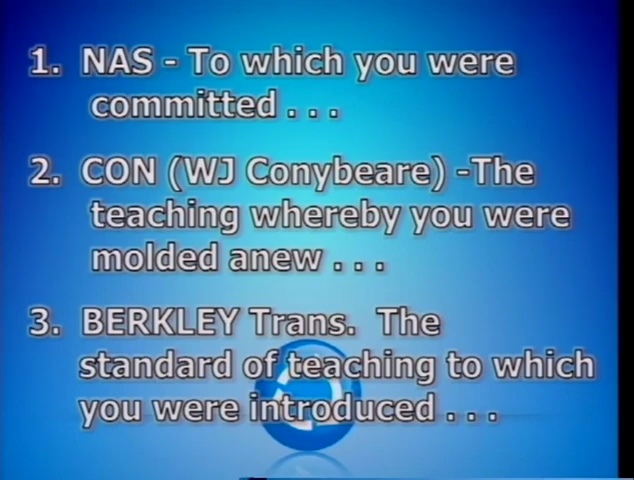 1. NAS - To which you were
committed . . .
2. CON (WJ Conybeare) -The
teaching whereby you were
molded anew . . .
3. BERKLEY Trans. The
standard of teaching to which
you were introduced . . .